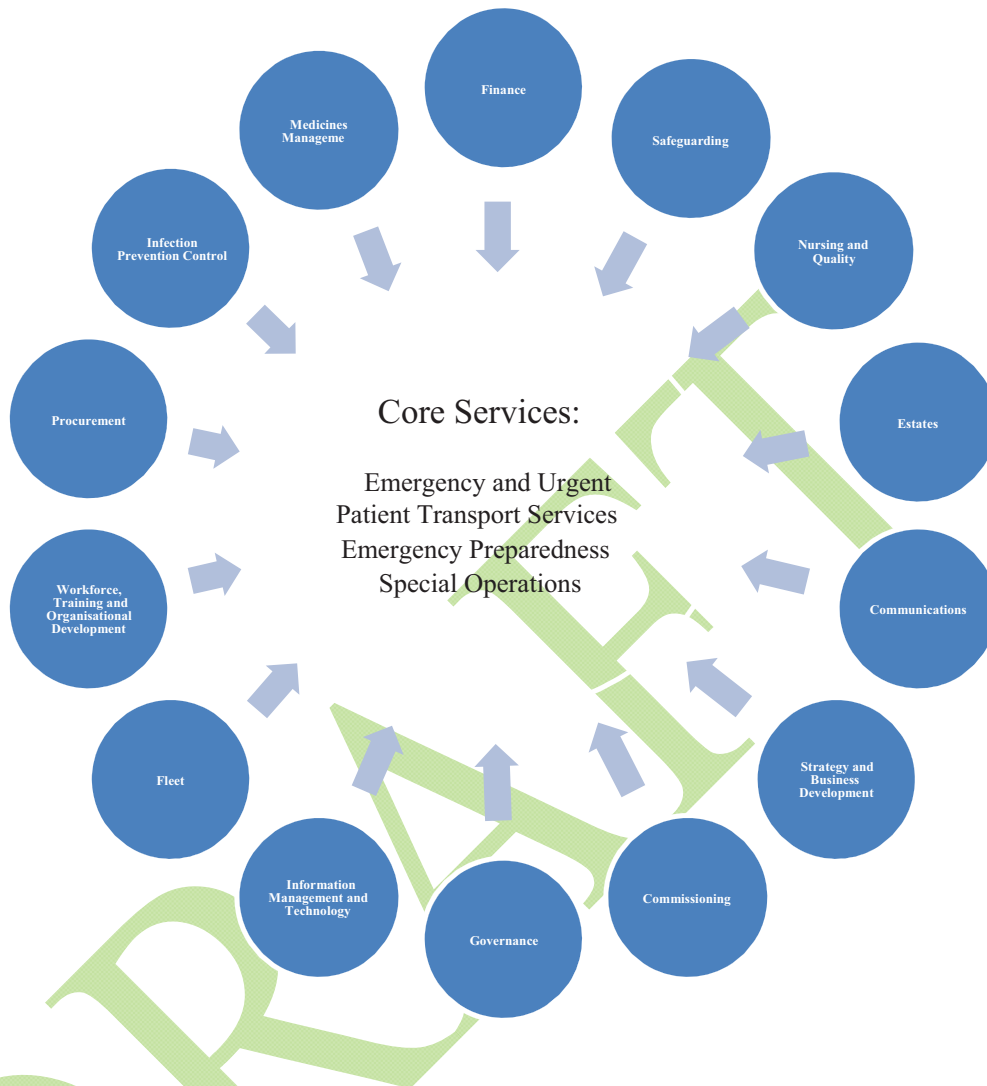 Finance
Medicines
Manageme
Safeguarding
Infection
Prevention Control
Nursing and
Quality
Procurement
Estates
Core Services:
Emergency and Urgent
Patient Transport Services
Emergency Preparedness
Special Operations
Workforce,
Training and
Organisational
Development
Communications
Fleet
Strategy and
Business
Development
Information
Management and
Technology
Commissioning
Governance
DRAFT